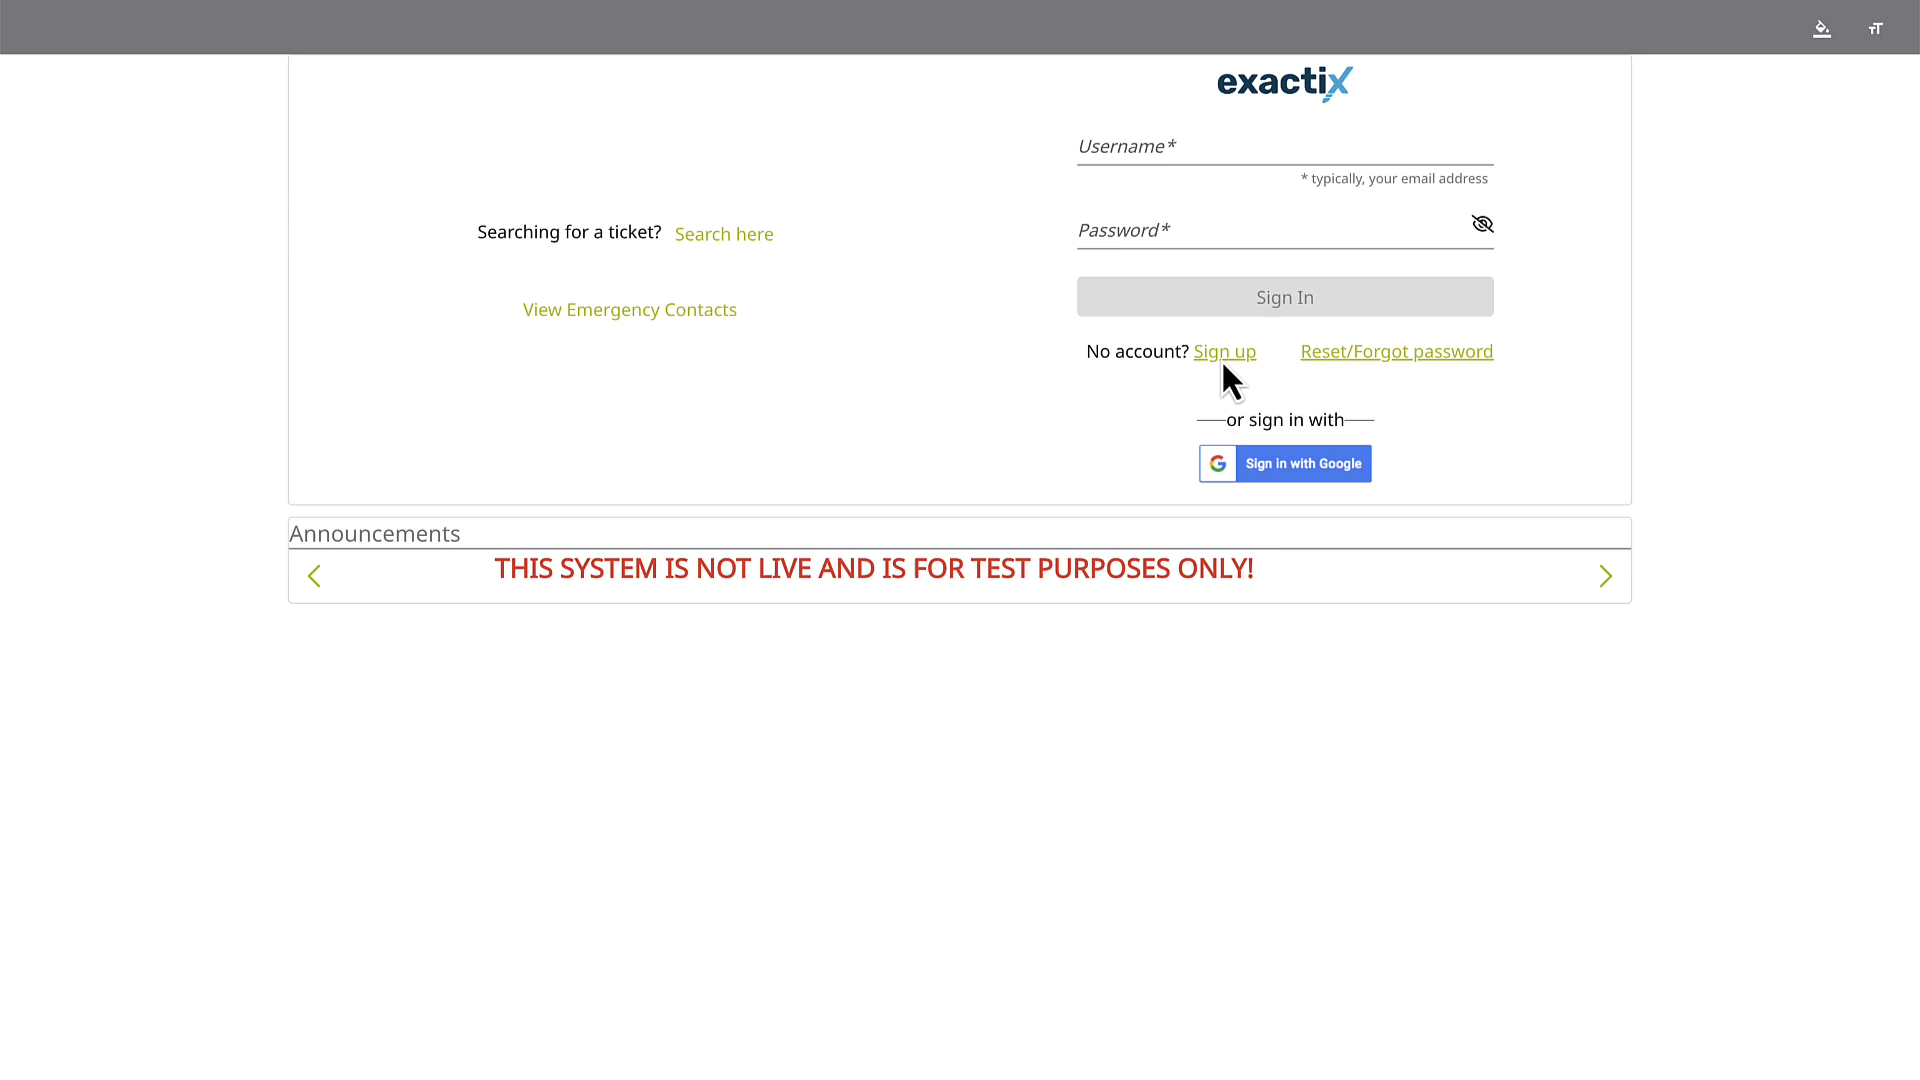 exactix
Username*
* typically, your email address
Searching for a ticket? Search here
Password*
View Emergency Contacts
Sign In
No account? Sign up Reset/Forgot password
or sign in with
Sign in with Google
Announcements
THIS SYSTEM IS NOT LIVE AND IS FOR TEST PURPOSES ONLY!